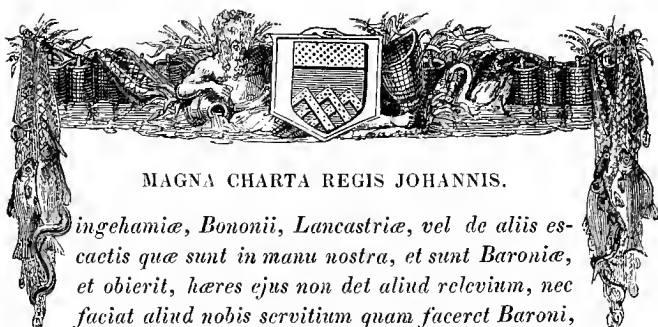 MAGNA CHARTA REGIS JOHANNIS.
ingehamiæ, Bononii, Lancastriæ, vel de aliis es-
caetis quæ sunt in manu nostra, et sunt Baroniæ,
et obierit, hæres ejus non det aliud relevium, nec
faciat aliud nobis servitium quam faceret Baroni,